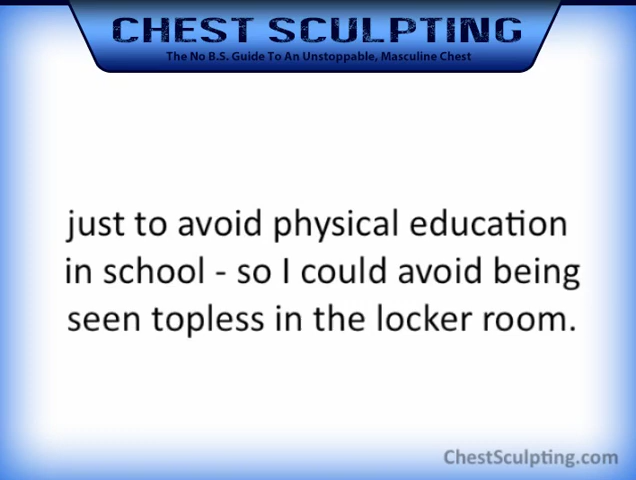 CHEST SCULPTING
The No B.S. Guide To An Unstoppable, Masculine Chest
just to avoid physical education
in school - so I could avoid being
seen topless in the locker room.
ChestSculpting.com